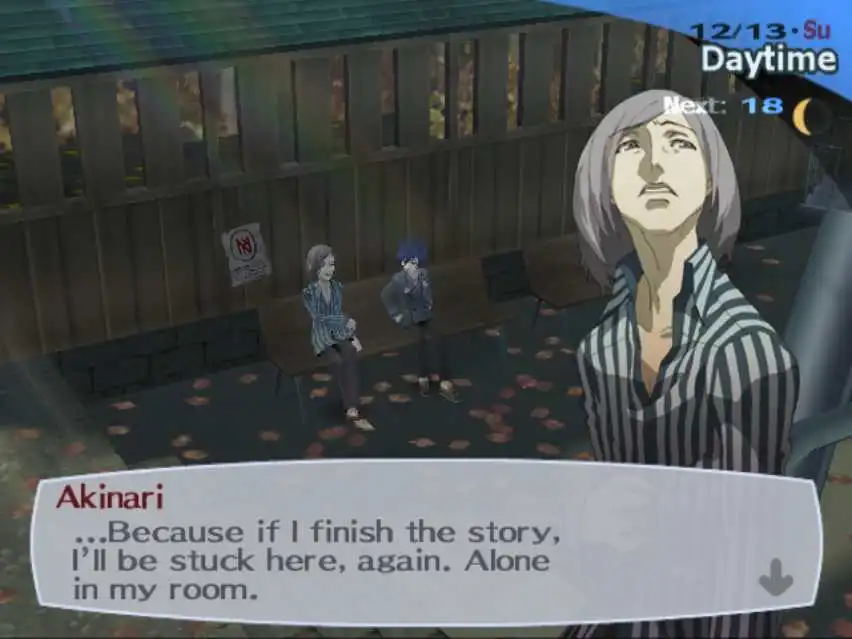 12/13・Su
Daytime
Next: 18
Akinari
...Because if I finish the story,
I'll be stuck here, again. Alone
in my room.